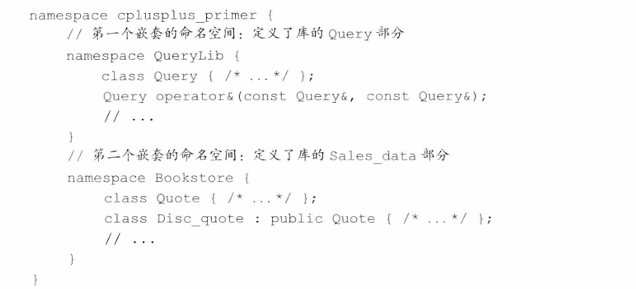 namespace cplusplus_primer {
// 第一个嵌套的命名空间：定义了库的 Query 部分
namespace QueryLib {
class Query { /* ...*/ };
Query operator&(const Query&, const Query&);
// ...
}
// 第二个嵌套的命名空间：定义了库的 Sales_data 部分
namespace Bookstore {
class Quote { /* ...*/ };
class Disc_quote : public Quote { /* ...*/ };
// ...
}
}